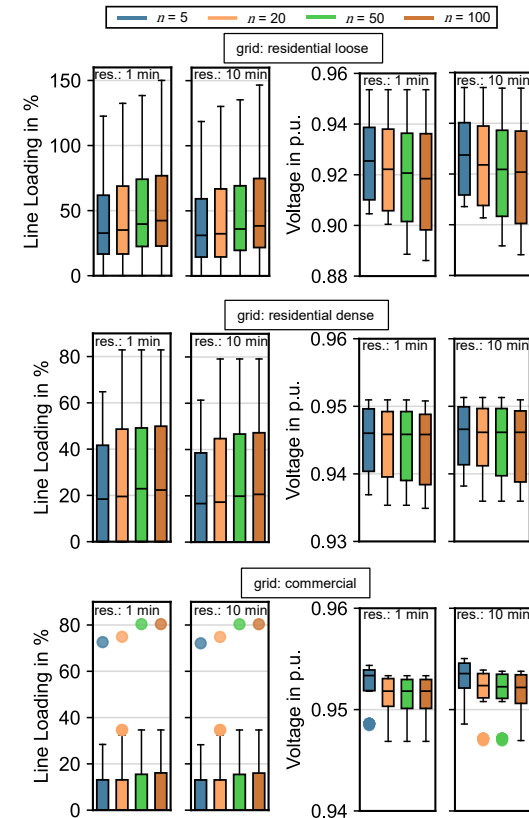 n = 5 n = 20 n = 50 n = 100
grid: residential loose
Line Loading in %
150
100
50
0
res.: 1 min
res.: 10 min
Voltage in p.u.
0.96
0.94
0.92
0.90
0.88
res.: 1 min
res.: 10 min
grid: residential dense
Line Loading in %
80
60
40
20
0
res.: 1 min
res.: 10 min
Voltage in p.u.
0.96
0.95
0.94
0.93
res.: 1 min
res.: 10 min
grid: commercial
Line Loading in %
80
60
40
20
0
res.: 1 min
res.: 10 min
Voltage in p.u.
0.96
0.95
0.94
res.: 1 min
res.: 10 min